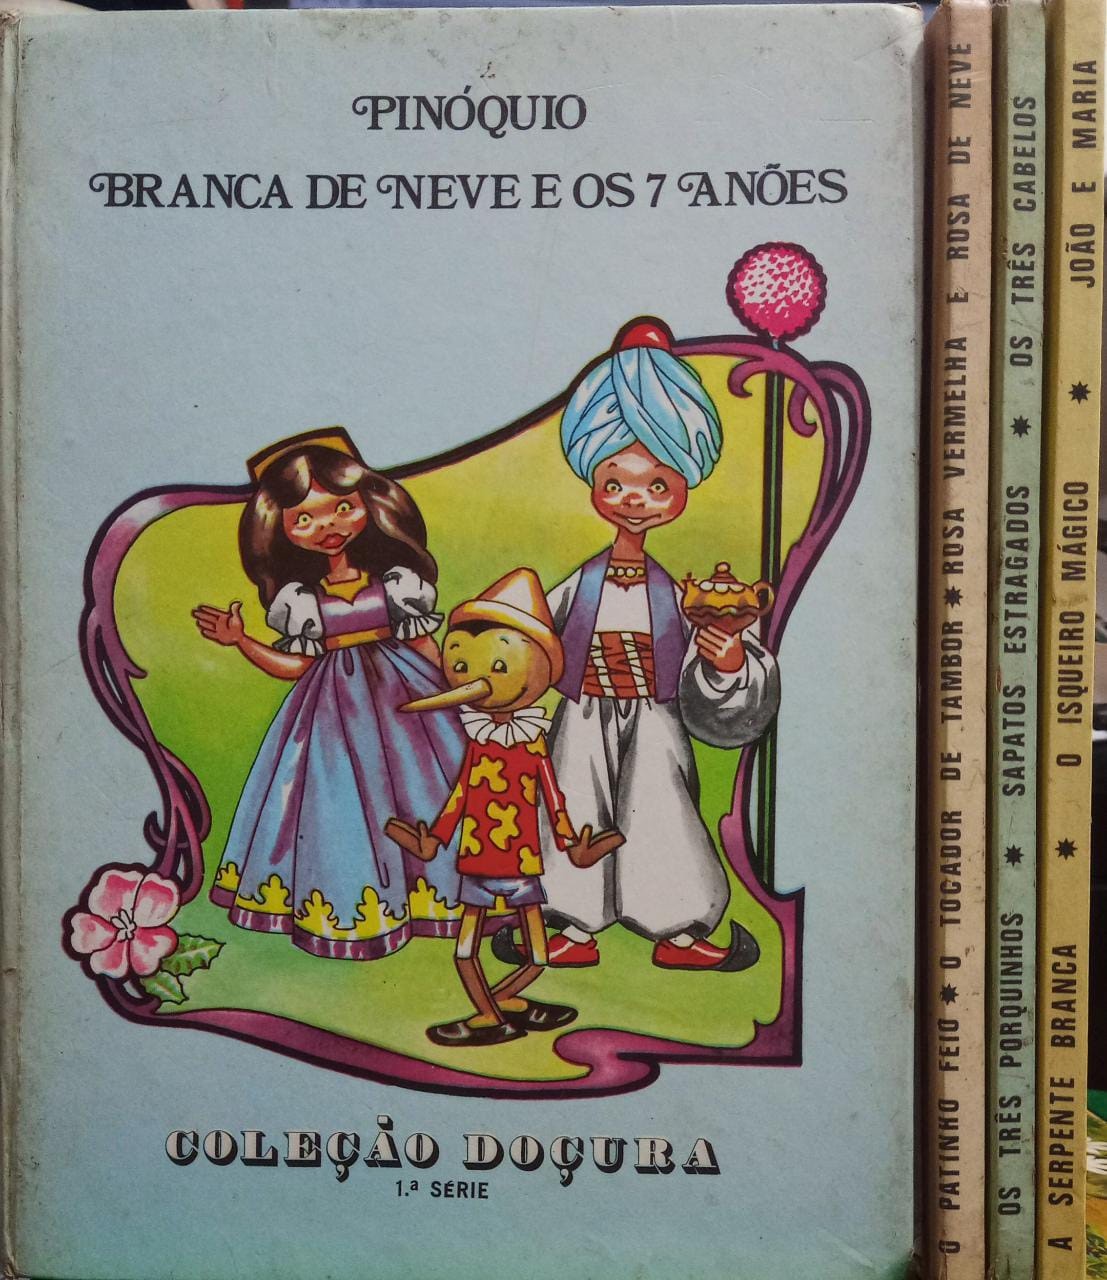 PINÓQUIO
BRANCA DE NEVE E OS 7 ANÕES
COLEÇÃO DOÇURA
1.ª SÉRIE
O PATINHO FEIO * O TOCADOR DE TAMBOR * ROSA VERMELHA E ROSA DE NEVE
OS TRÊS PORQUINHOS * SAPATOS ESTRAGADOS * OS TRÊS CABELOS
A SERPENTE BRANCA * O ISQUEIRO MÁGICO * JOÃO E MARIA